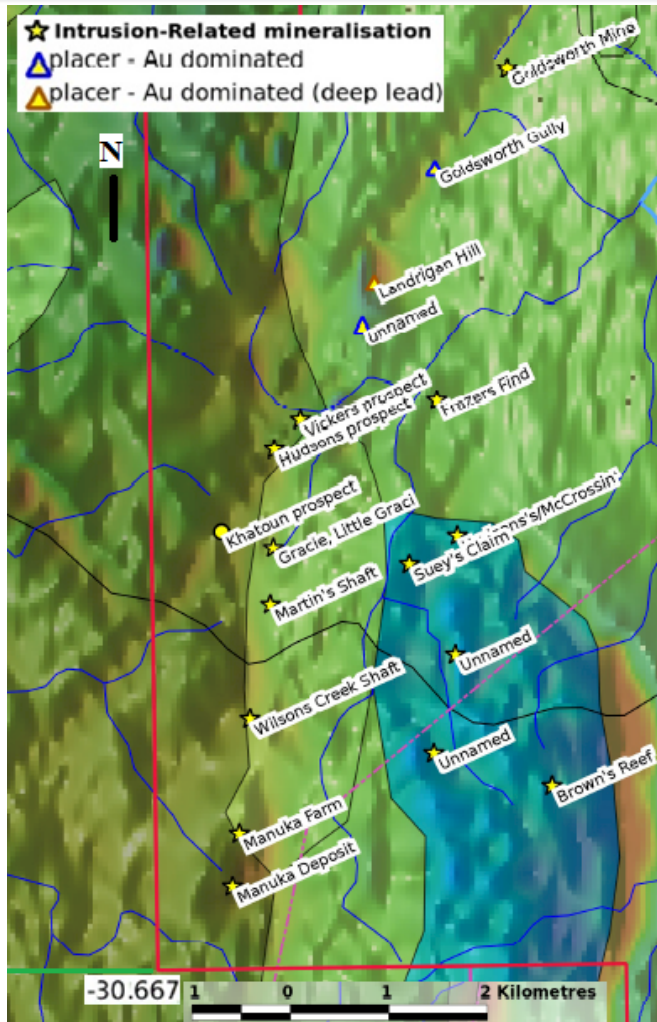 Intrusion-Related mineralisation
placer - Au dominated
placer - Au dominated (deep lead)
N
Goldsworth Mine
Goldsworth Gully
Landrigan Hill
unnamed
Frazers Find
Vickers prospect
Hudsons prospect
Khatoun prospect
Gracie, Little Graci
/McCrossin
Suey's Claim
Martin's Shaft
Unnamed
Wilsons Creek Shaft
Unnamed
Brown's Reef
Manuka Farm
Manuka Deposit
-30.667
1 0 1 2 Kilometres